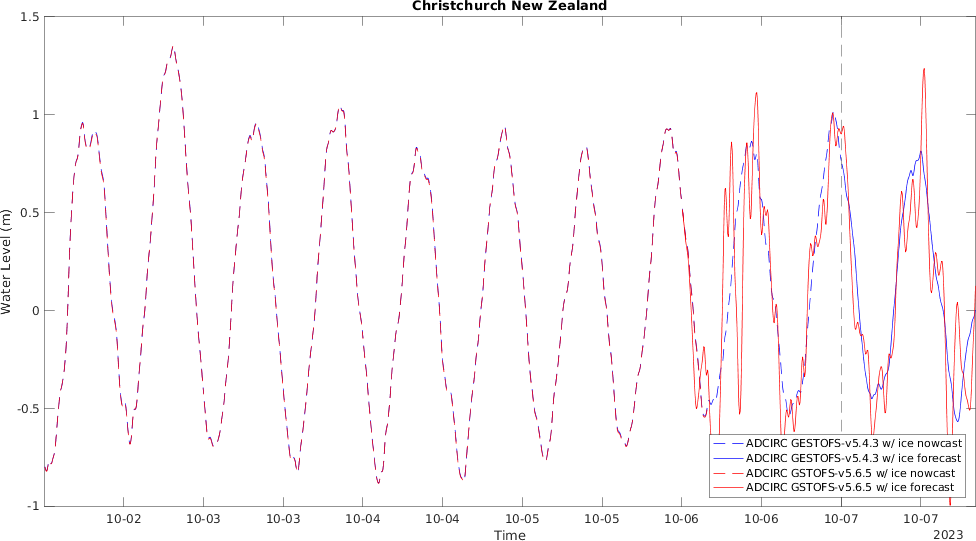 Christchurch New Zealand
1.5
1
0.5
0
-0.5
-1
Water Level (m)
10-02
10-03
10-03
10-04
10-04
10-05
10-05
10-06
10-06
10-07
10-07
Time
2023
ADCIRC GESTOFS-v5.4.3 w/ ice nowcast
ADCIRC GESTOFS-v5.4.3 w/ ice forecast
ADCIRC GSTOFS-v5.6.5 w/ ice nowcast
ADCIRC GSTOFS-v5.6.5 w/ ice forecast